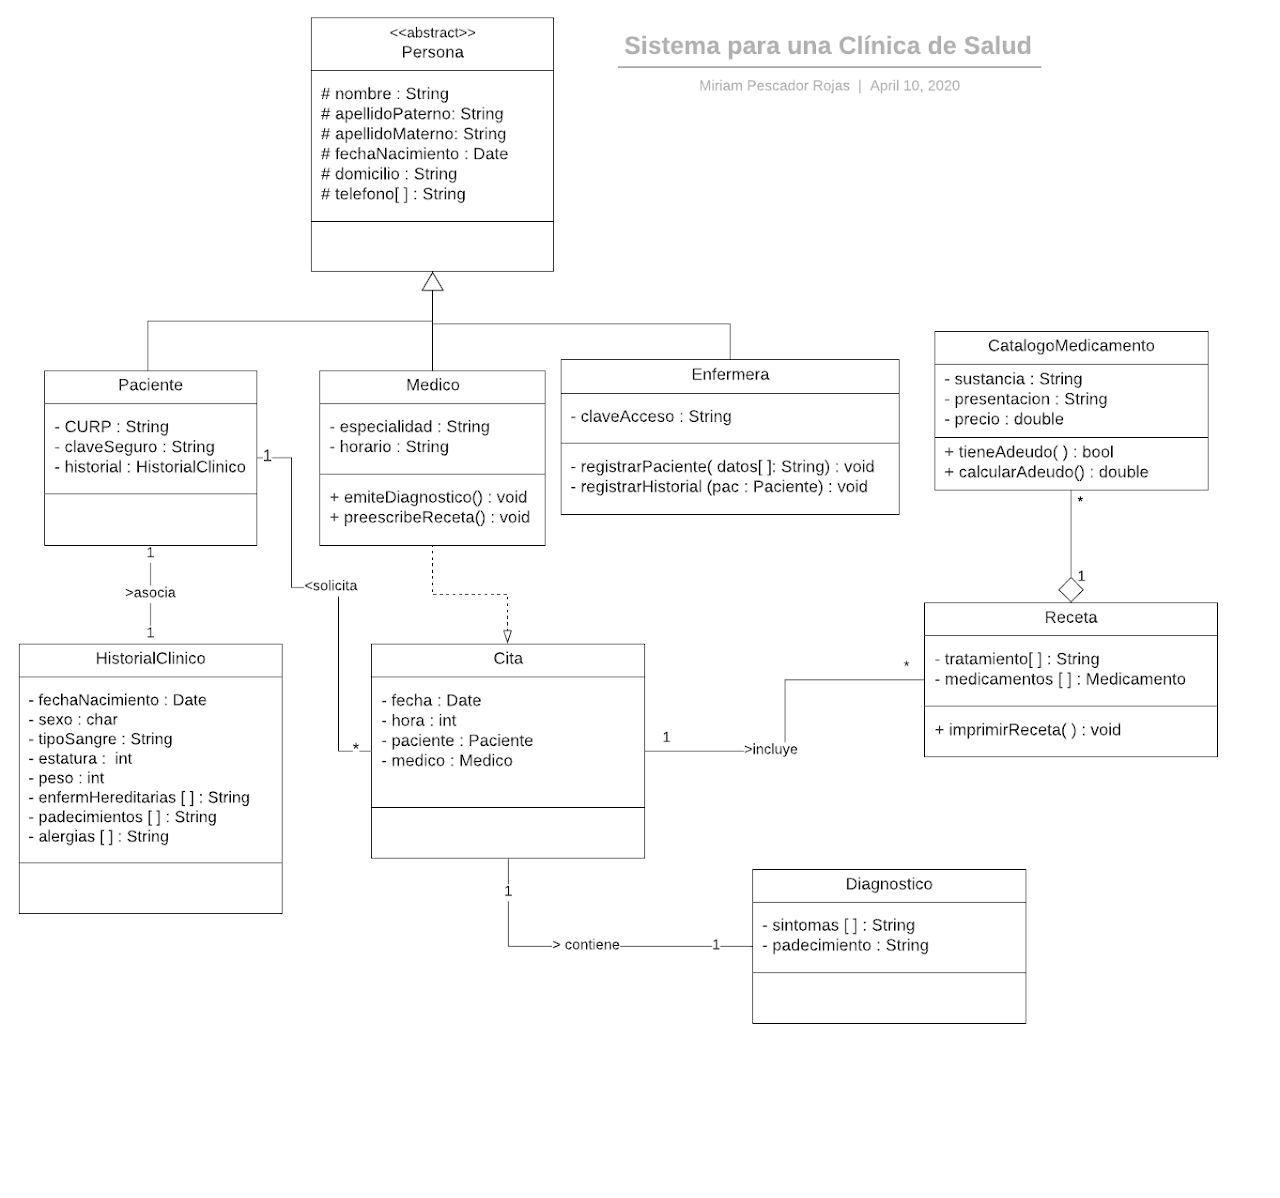 <<abstract>>
Persona
# nombre : String
# apellidoPaterno: String
# apellidoMaterno: String
# fechaNacimiento : Date
# domicilio : String
# telefono[ ] : String
Sistema para una Clínica de Salud
Miriam Pescador Rojas | April 10, 2020
Paciente
- CURP : String
- claveSeguro : String
- historial : HistorialClinico
Medico
- especialidad : String
- horario : String
+ emiteDiagnostico() : void
+ preescribeReceta() : void
Enfermera
- claveAcceso : String
- registrarPaciente( datos[ ]: String) : void
- registrarHistorial (pac : Paciente) : void
CatalogoMedicamento
- sustancia : String
- presentacion : String
- precio : double
+ tieneAdeudo( ) : bool
+ calcularAdeudo() : double
1
*
1
1
>asocia
1
<solicita
*
HistorialClinico
- fechaNacimiento : Date
- sexo : char
- tipoSangre : String
- estatura : int
- peso : int
- enfermHereditarias [ ] : String
- padecimientos [ ] : String
- alergias [ ] : String
Cita
- fecha : Date
- hora : int
- paciente : Paciente
- medico : Medico
1
>incluye
*
Receta
- tratamiento[ ] : String
- medicamentos [ ] : Medicamento
+ imprimirReceta( ) : void
1
> contiene
1
Diagnostico
- sintomas [ ] : String
- padecimiento : String